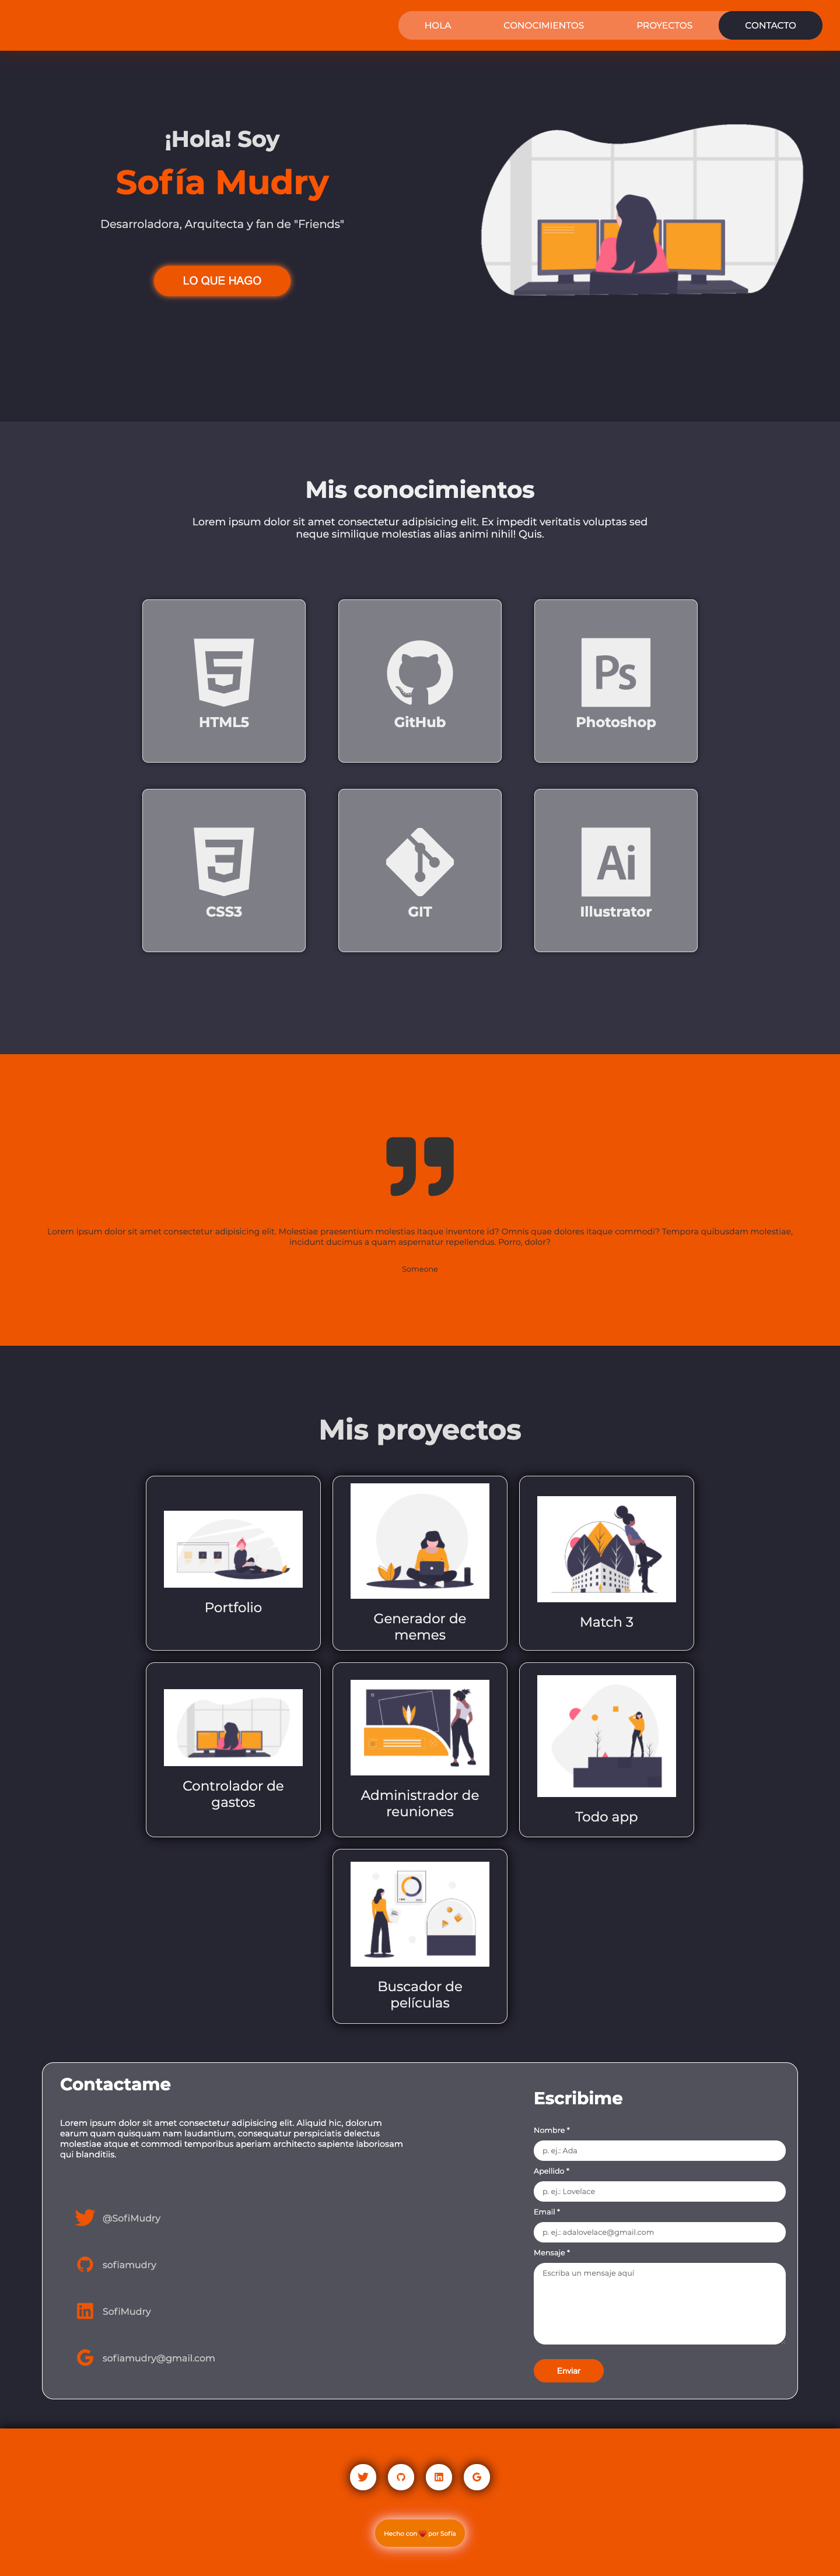 HOLA CONOCIMIENTOS PROYECTOS CONTACTO
¡Hola! Soy
Sofía Mudry
Desarroladora, Arquitecta y fan de "Friends"
LO QUE HAGO
Mis conocimientos
Lorem ipsum dolor sit amet consectetur adipisicing elit. Ex impedit veritatis voluptas sed
neque similique molestias alias animi nihil! Quis.
Ps
HTML5 GitHub Photoshop
Ai
CSS3 GIT Illustrator
Lorem ipsum dolor sit amet consectetur adipisicing elit. Molestiae praesentium molestias itaque inventore id? Omnis quae dolores itaque commodi? Tempora quibusdam molestiae,
incidunt ducimus a quam aspernatur repellendus. Porro, dolor?
Someone
Mis proyectos
Portfolio
Generador de
memes
Match 3
Controlador de
gastos
Administrador de
reuniones
Todo app
Buscador de
películas
Contactame
Lorem ipsum dolor sit amet consectetur adipisicing elit. Aliquid hic, dolorum
earum quam quisquam nam laudantium, consequatur perspiciatis delectus
molestiae atque et commodi temporibus aperiam architecto sapiente laboriosam
qui blanditiis.
@SofiMudry
sofiamudry
SofiMudry
sofiamudry@gmail.com
Escribime
Nombre *
p. ej.: Ada
Apellido *
p. ej.: Lovelace
Email *
p. ej.: adalovelace@gmail.com
Mensaje *
Escriba un mensaje aquí
Enviar
Hecho con ❤ por Sofía